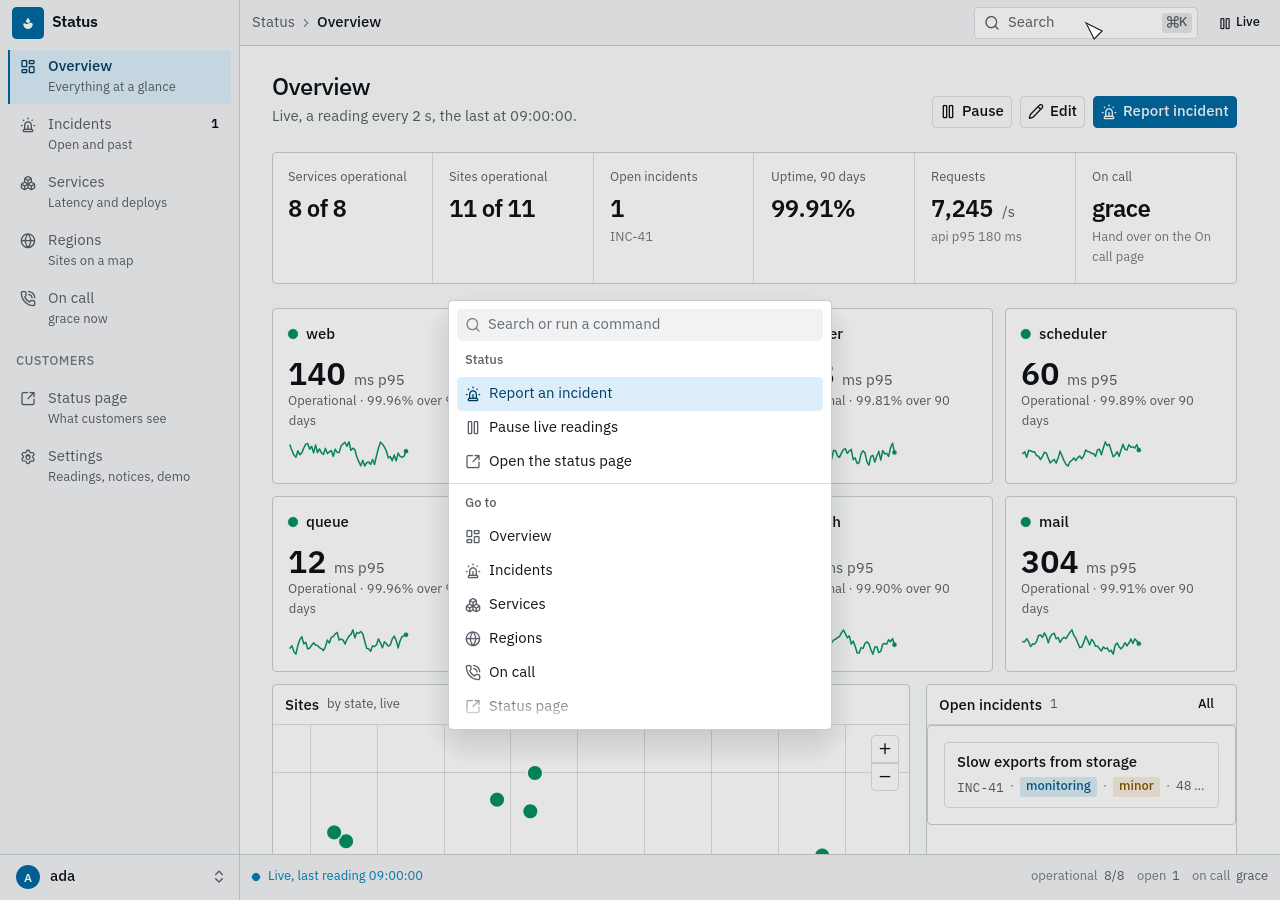 Status
Status > Overview
Search
⌘K
Live
Overview
Everything at a glance
Incidents
1
Open and past
Services
Latency and deploys
Regions
Sites on a map
On call
grace now
CUSTOMERS
Status page
What customers see
Settings
Readings, notices, demo
ada
A
Overview
Live, a reading every 2 s, the last at 09:00:00.
Pause
Edit
Report incident
Services operational
8 of 8
Sites operational
11 of 11
Open incidents
1
INC-41
Uptime, 90 days
99.91%
Requests
7,245 /s
api p95 180 ms
On call
grace
Hand over on the On
call page
web
140 ms p95
Operational · 99.96% over
days
ms p95
99.81% over 90
scheduler
60 ms p95
Operational · 99.89% over 90
days
queue
12 ms p95
Operational · 99.96% over
days
p95
99.90% over 90
mail
304 ms p95
Operational · 99.91% over 90
days
Search or run a command
Status
Report an incident
Pause live readings
Open the status page
Go to
Overview
Incidents
Services
Regions
On call
Status page
Sites by state, live
+
−
Open incidents 1
All
Slow exports from storage
INC-41 · monitoring · minor · 48 …
Live, last reading 09:00:00
operational 8/8 open 1 on call grace